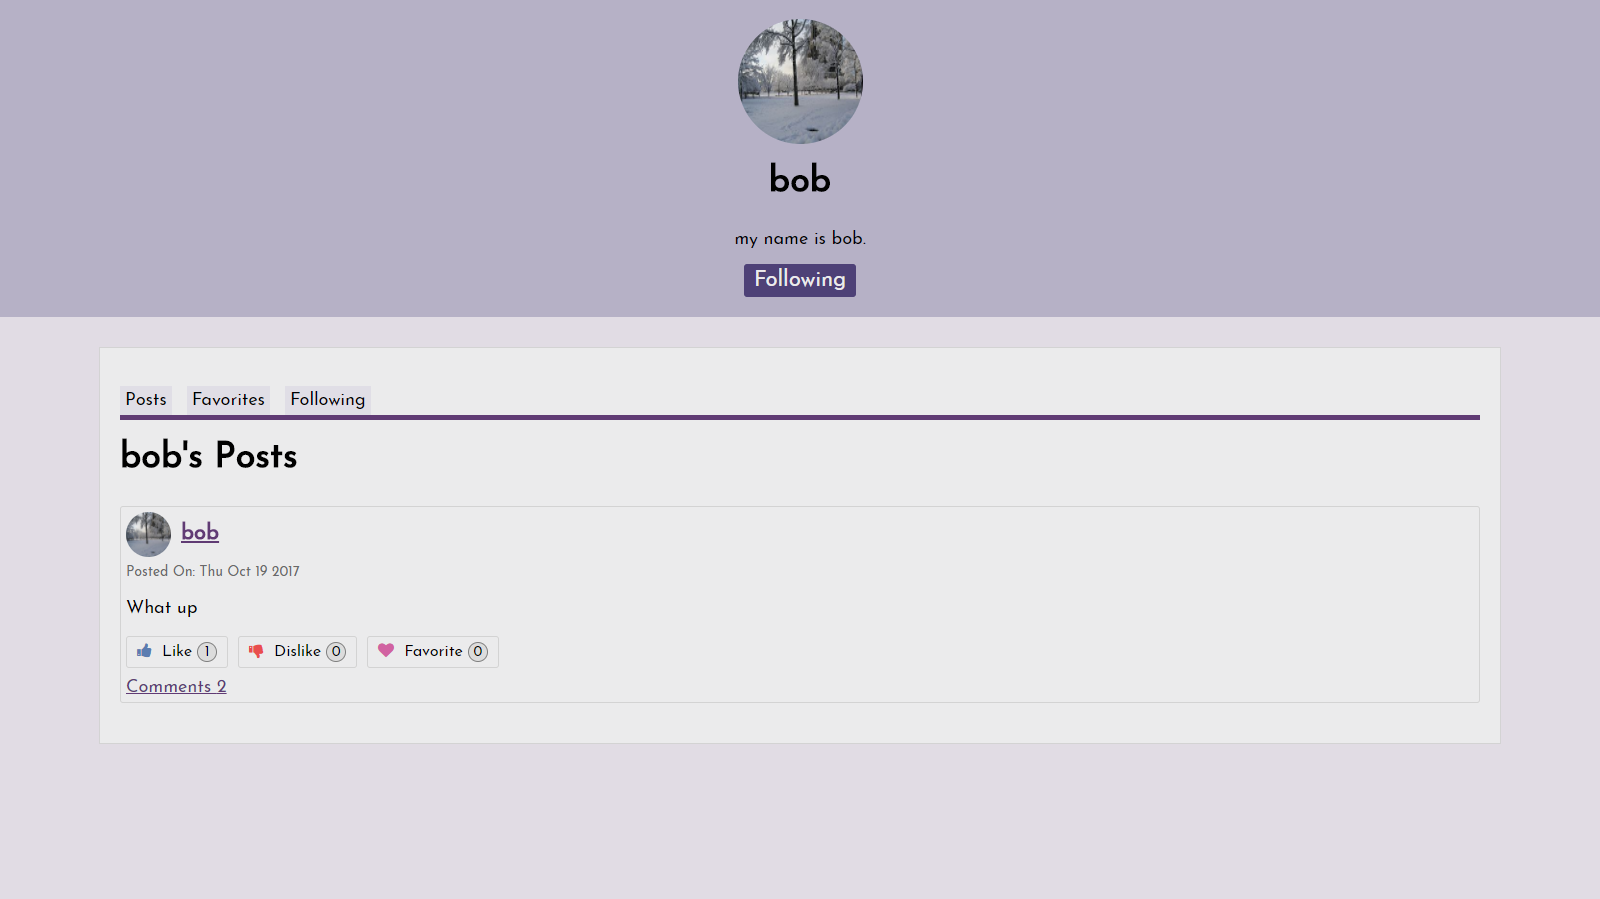 bob
my name is bob.
Following
Posts Favorites Following
bob's Posts
bob
Posted On: Thu Oct 19 2017
What up
Like 1 Dislike 0 Favorite 0
Comments 2